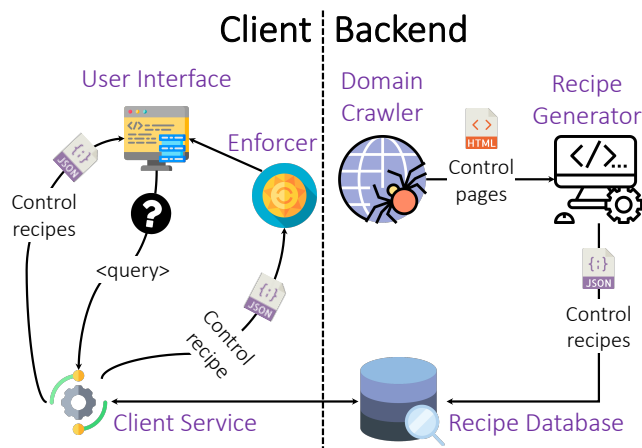 Client
Backend
User Interface
Enforcer
Domain
Crawler
Recipe
Generator
</>
{;}
JSON
Control
recipes
?
<query>
{;}
JSON
Control
recipe
Client Service
< >
HTML
Control
pages
</>...
{;}
JSON
Control
recipes
Recipe Database